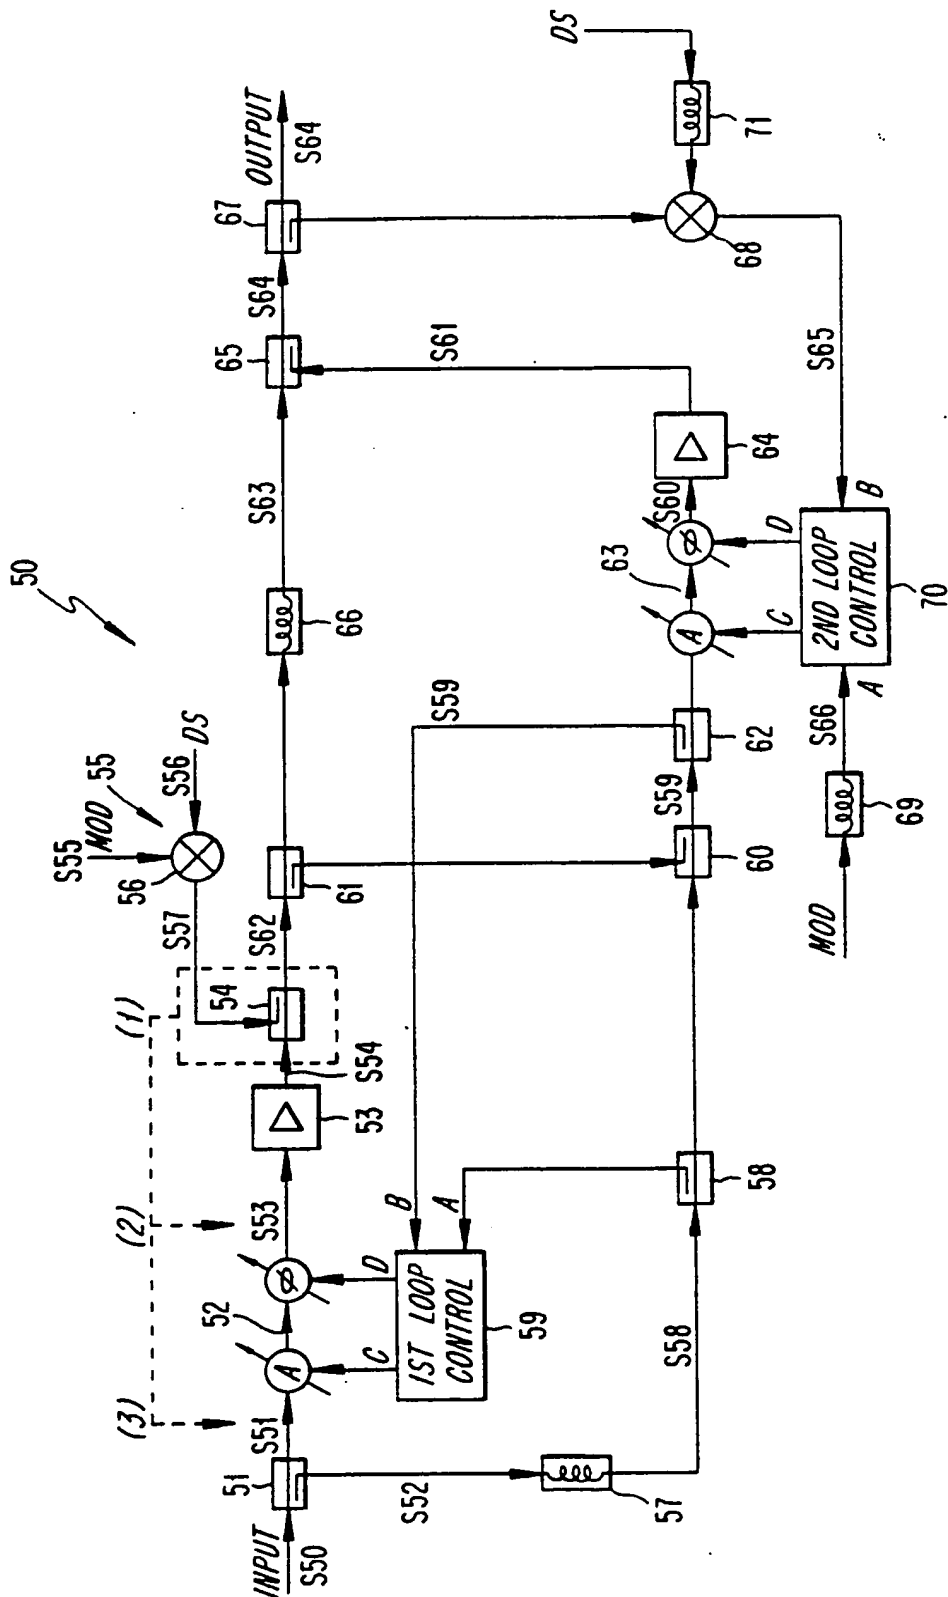 50
INPUT
S50
51
S51
(3)
A
52
Ø
S53
(2)
53
S54
(1)
54
S57
S55
MOD
56
55
S56
DS
S62
61
66
S63
65
S64
67
OUTPUT
S64
S52
57
S58
1ST LOOP
CONTROL
59
C
D
B
A
58
60
S59
S59
62
A
63
Ø
S60
64
S61
MOD
69
S66
A
2ND LOOP
CONTROL
70
C
D
B
S65
68
71
DS